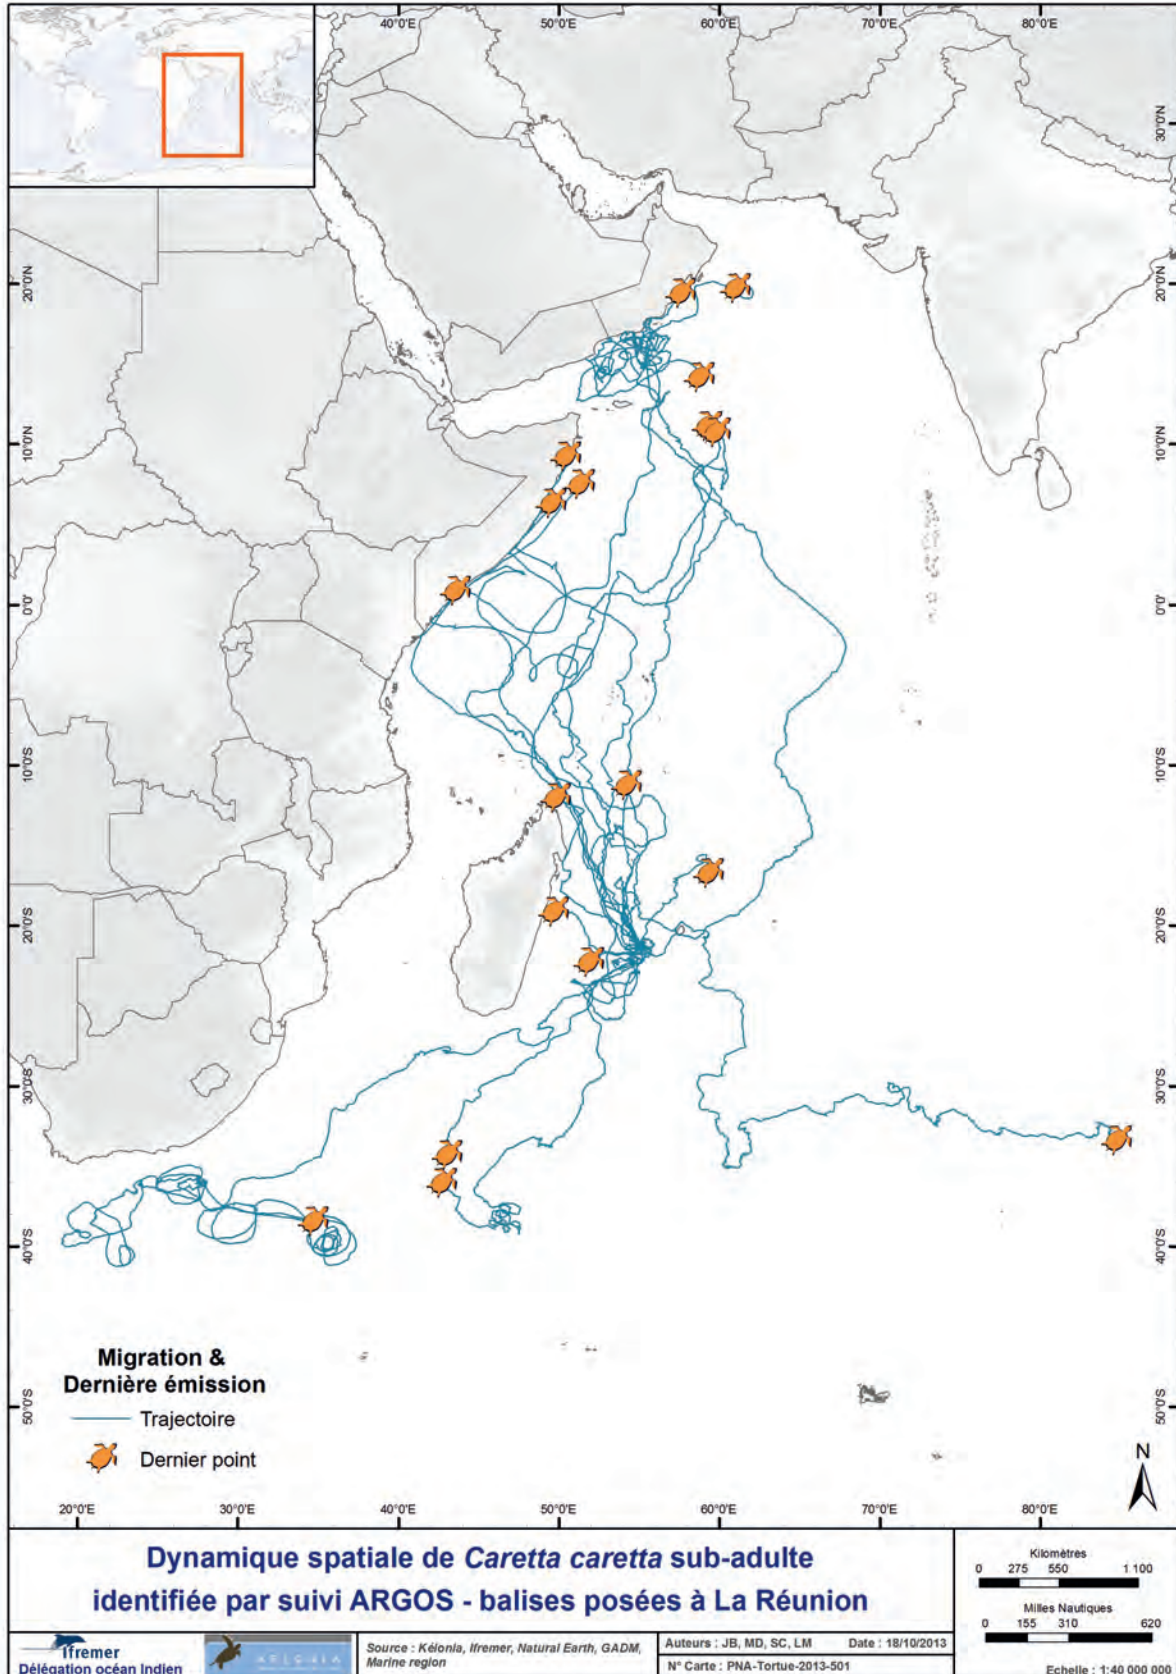 40°0'E 50°0'E 60°0'E 70°0'E 80°0'E
30°0'N 30°0'N
20°0'N 20°0'N
10°0'N 10°0'N
0°0' 0°0'
10°0'S 10°0'S
20°0'S 20°0'S
30°0'S 30°0'S
40°0'S 40°0'S
50°0'S 50°0'S
Migration &
Dernière émission
Trajectoire
Dernier point
N
20°0'E 30°0'E 40°0'E 50°0'E 60°0'E 70°0'E 80°0'E
Dynamique spatiale de Caretta caretta sub-adulte
identifiée par suivi ARGOS - balises posées à La Réunion
Kilomètres
0 275 550 1 100
Milles Nautiques
0 155 310 620
Echelle : 1:40 000 000
Ifremer
Délégation océan Indien
KELONIA
Source : Kélonia, Ifremer, Natural Earth, GADM,
Marine region
Auteurs : JB, MD, SC, LM Date : 18/10/2013
N° Carte : PNA-Tortue-2013-501